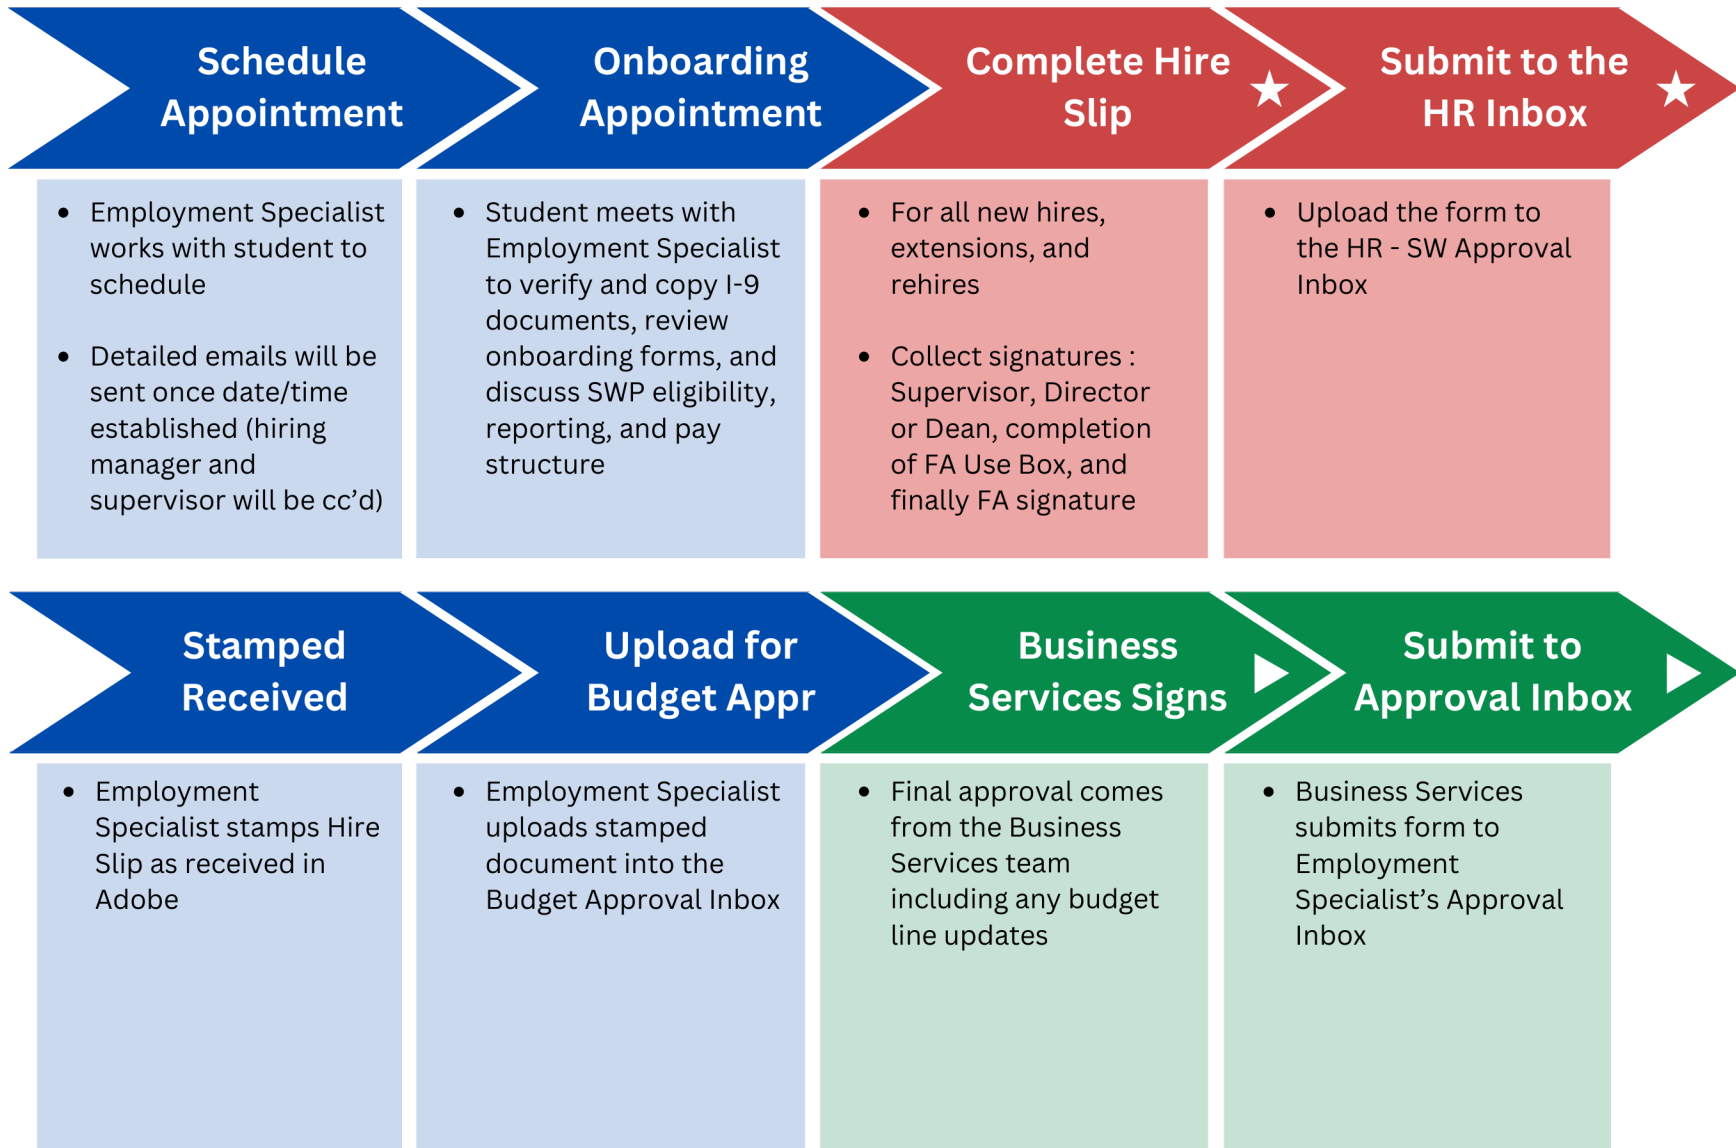 Schedule
Appointment
Onboarding
Appointment
Complete Hire
Slip
Submit to the
HR Inbox
• Employment Specialist
works with student to
schedule
• Detailed emails will be
sent once date/time
established (hiring
manager and
supervisor will be cc’d)
• Student meets with
Employment Specialist
to verify and copy I-9
documents, review
onboarding forms, and
discuss SWP eligibility,
reporting, and pay
structure
• For all new hires,
extensions, and
rehires
• Collect signatures :
Supervisor, Director
or Dean, completion
of FA Use Box, and
finally FA signature
• Upload the form to
the HR - SW Approval
Inbox
Stamped
Received
Upload for
Budget Appr
Business
Services Signs
Submit to
Approval Inbox
• Employment
Specialist stamps Hire
Slip as received in
Adobe
• Employment Specialist
uploads stamped
document into the
Budget Approval Inbox
• Final approval comes
from the Business
Services team
including any budget
line updates
• Business Services
submits form to
Employment
Specialist’s Approval
Inbox